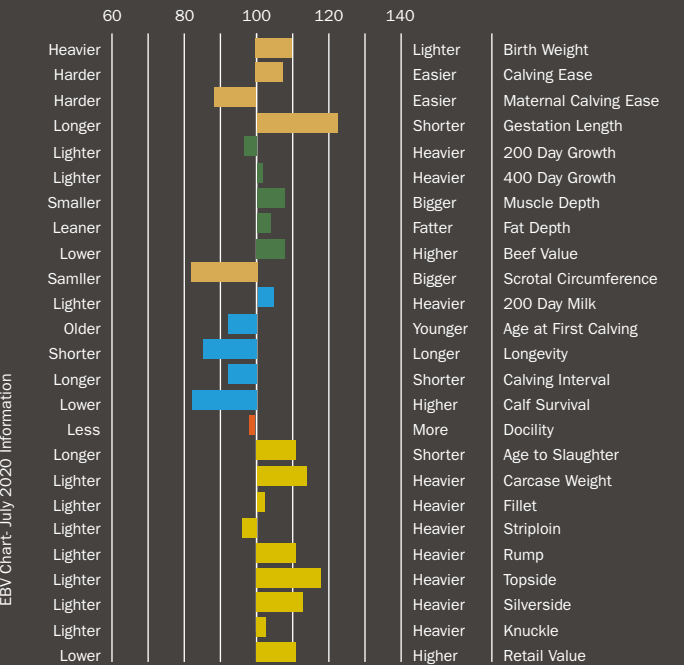 60 80 100 120 140
Heavier Lighter Birth Weight
Harder Easier Calving Ease
Harder Easier Maternal Calving Ease
Longer Shorter Gestation Length
Lighter Heavier 200 Day Growth
Lighter Heavier 400 Day Growth
Smaller Bigger Muscle Depth
Leaner Fatter Fat Depth
Lower Higher Beef Value
Samller Bigger Scrotal Circumference
Lighter Heavier 200 Day Milk
Older Younger Age at First Calving
Shorter Longer Longevity
Longer Shorter Calving Interval
Lower Higher Calf Survival
Less More Docility
Longer Shorter Age to Slaughter
Lighter Heavier Carcase Weight
Lighter Heavier Fillet
Lighter Heavier Striploin
Lighter Heavier Rump
Lighter Heavier Topside
Lighter Heavier Silverside
Lighter Heavier Knuckle
Lower Higher Retail Value
EBV Chart- July 2020 Information